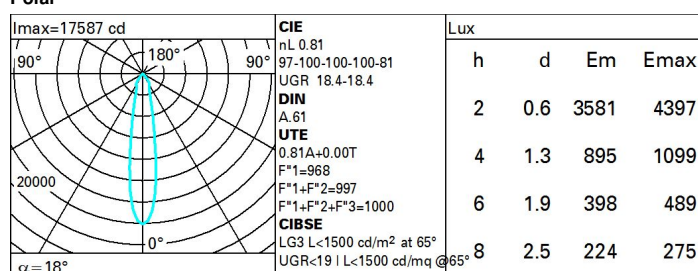 Polar
Imax=17587 cd
90°
180°
90°
20000
0°
α=18°
CIE
nL 0.81
97-100-100-100-81
UGR 18.4-18.4
DIN
A.61
UTE
0.81A+0.00T
F"1=968
F"1+F"2=997
F"1+F"2+F"3=1000
CIBSE
LG3 L<1500 cd/m² at 65°
UGR<19 | L<1500 cd/mq @65°
Lux
h d Em Emax
2 0.6 3581 4397
4 1.3 895 1099
6 1.9 398 489
8 2.5 224 275